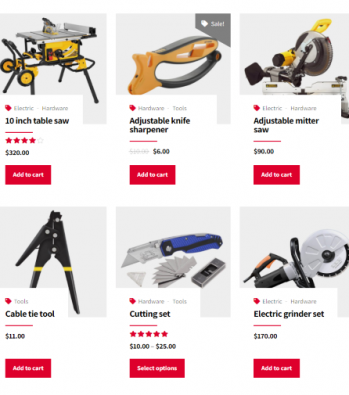 Sale!
Electric - Hardware
10 inch table saw
$320.00
Add to cart
Hardware - Tools
Adjustable knife
sharpener
$10.00 $6.00
Add to cart
Electric - Hardware
Adjustable mitter
saw
$90.00
Add to cart
Tools
Cable tie tool
$11.00
Add to cart
Hardware - Tools
Cutting set
$10.00 - $25.00
Select options
Electric - Hardware
Electric grinder set
$170.00
Add to cart